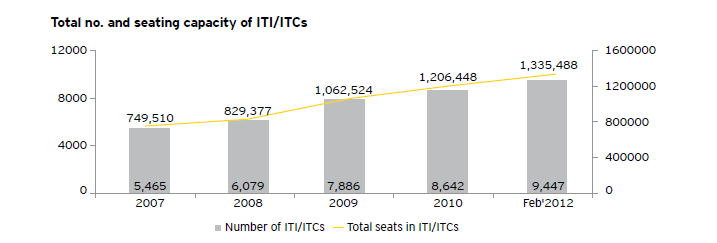 Total no. and seating capacity of ITI/ITCs
12000 1600000
1,335,488
1,206,448
1,062,524 1200000
8000 749,510 829,377 800000
4000 400000
0 5,465 6,079 7,886 8,642 9,447 0
2007 2008 2009 2010 Feb'2012
Number of ITI/ITCs Total seats in ITI/ITCs